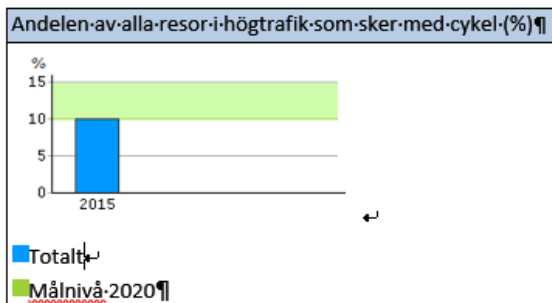 Andelen av alla resor i högtrafik som sker med cykel (%)¶
%
15
10
5
0
2015
Totalt
Målnivå 2020¶